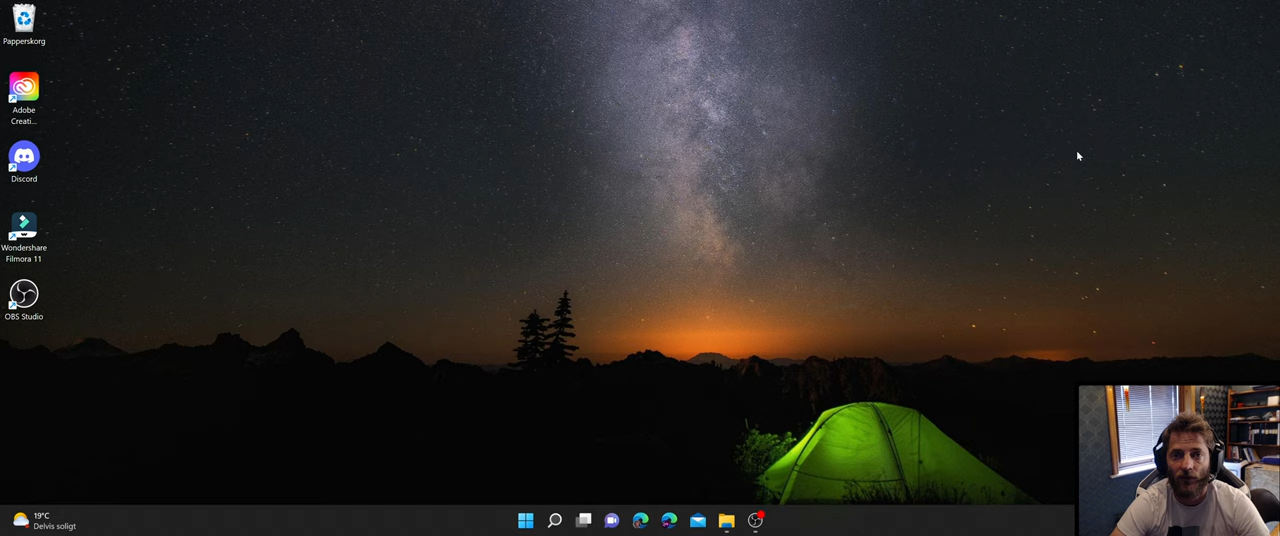 Papperskorg
Adobe
Creati...
Discord
Wondershare
Filmora 11
OBS Studio
19°C
Delvis soligt